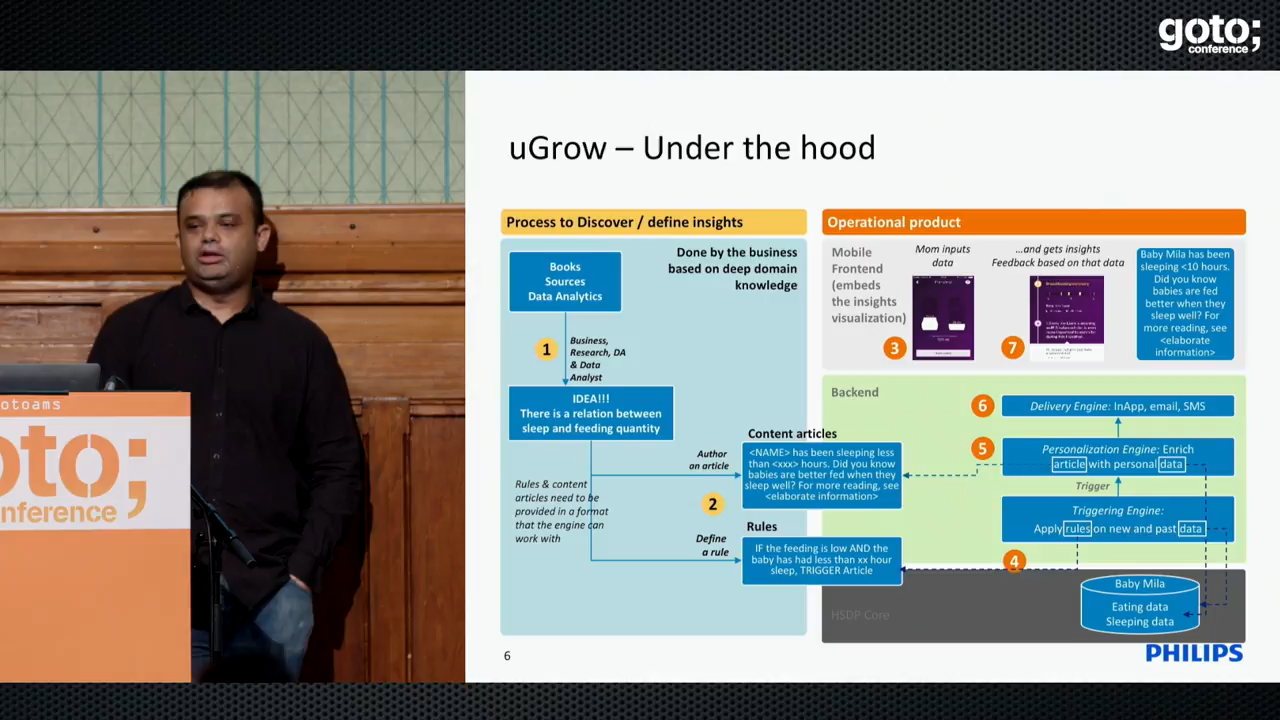 goto;
conference
gotoams
goto;
conference
uGrow – Under the hood
Process to Discover / define insights
Done by the business
based on deep domain
knowledge
Books
Sources
Data Analytics
1
Business,
Research, DA
& Data
Analyst
IDEA!!!
There is a relation between
sleep and feeding quantity
Rules & content
articles need to be
provided in a format
that the engine can
work with
Author
an article
2
Define
a rule
Content articles
<NAME> has been sleeping less
than <xxx> hours. Did you know
babies are better fed when they
sleep well? For more reading, see
<elaborate information>
Rules
IF the feeding is low AND the
baby has had less than xx hour
sleep, TRIGGER Article
Operational product
Mobile
Frontend
(embeds
the insights
visualization)
Mom inputs
data
3
...and gets insights
Feedback based on that data
7
Baby Mila has been
sleeping <10 hours.
Did you know
babies are fed
better when they
sleep well? For
more reading, see
<elaborate
information>
Backend
6
Delivery Engine: InApp, email, SMS
5
Personalization Engine: Enrich
article with personal data
Trigger
Triggering Engine:
Apply rules on new and past data
4
HSDP Core
Baby Mila
Eating data
Sleeping data
6
PHILIPS